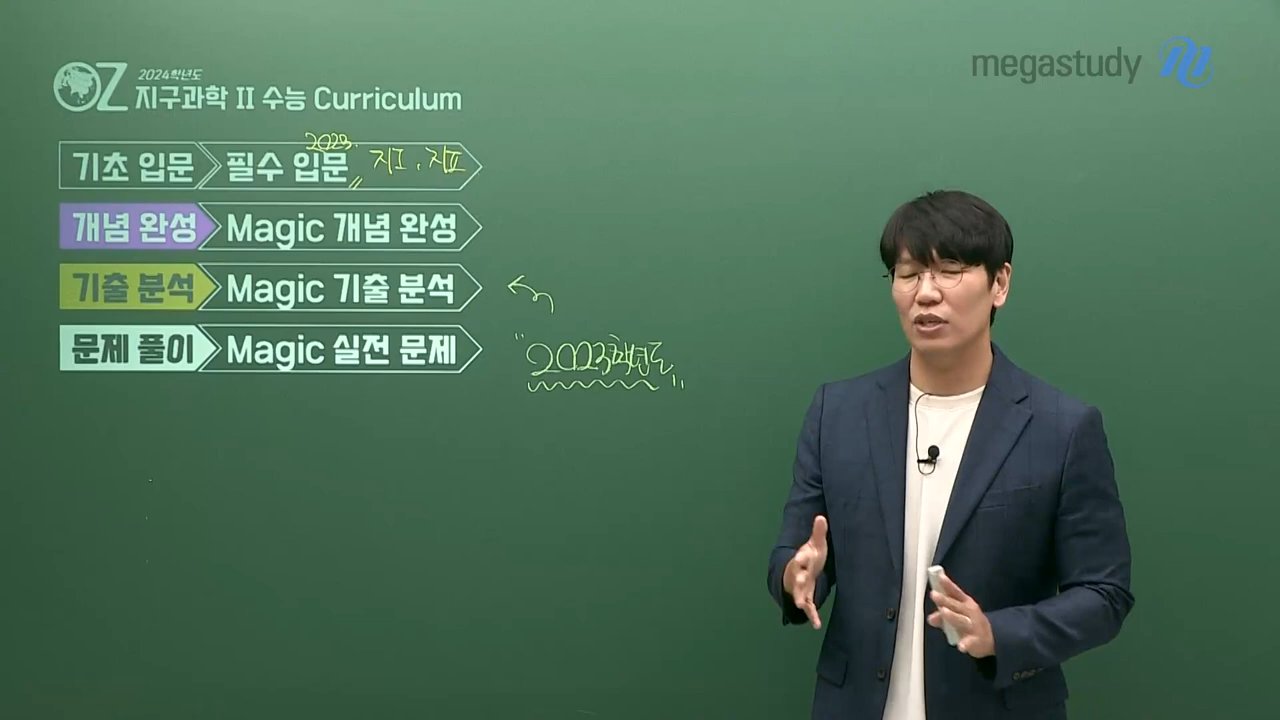 megastudy
OZ 2024학년도
지구과학 II 수능 Curriculum
2023.
기초 입문 필수 입문 지I, 지II
개념 완성 Magic 개념 완성
기출 분석 Magic 기출 분석
문제 풀이 Magic 실전 문제
"2023학년도"